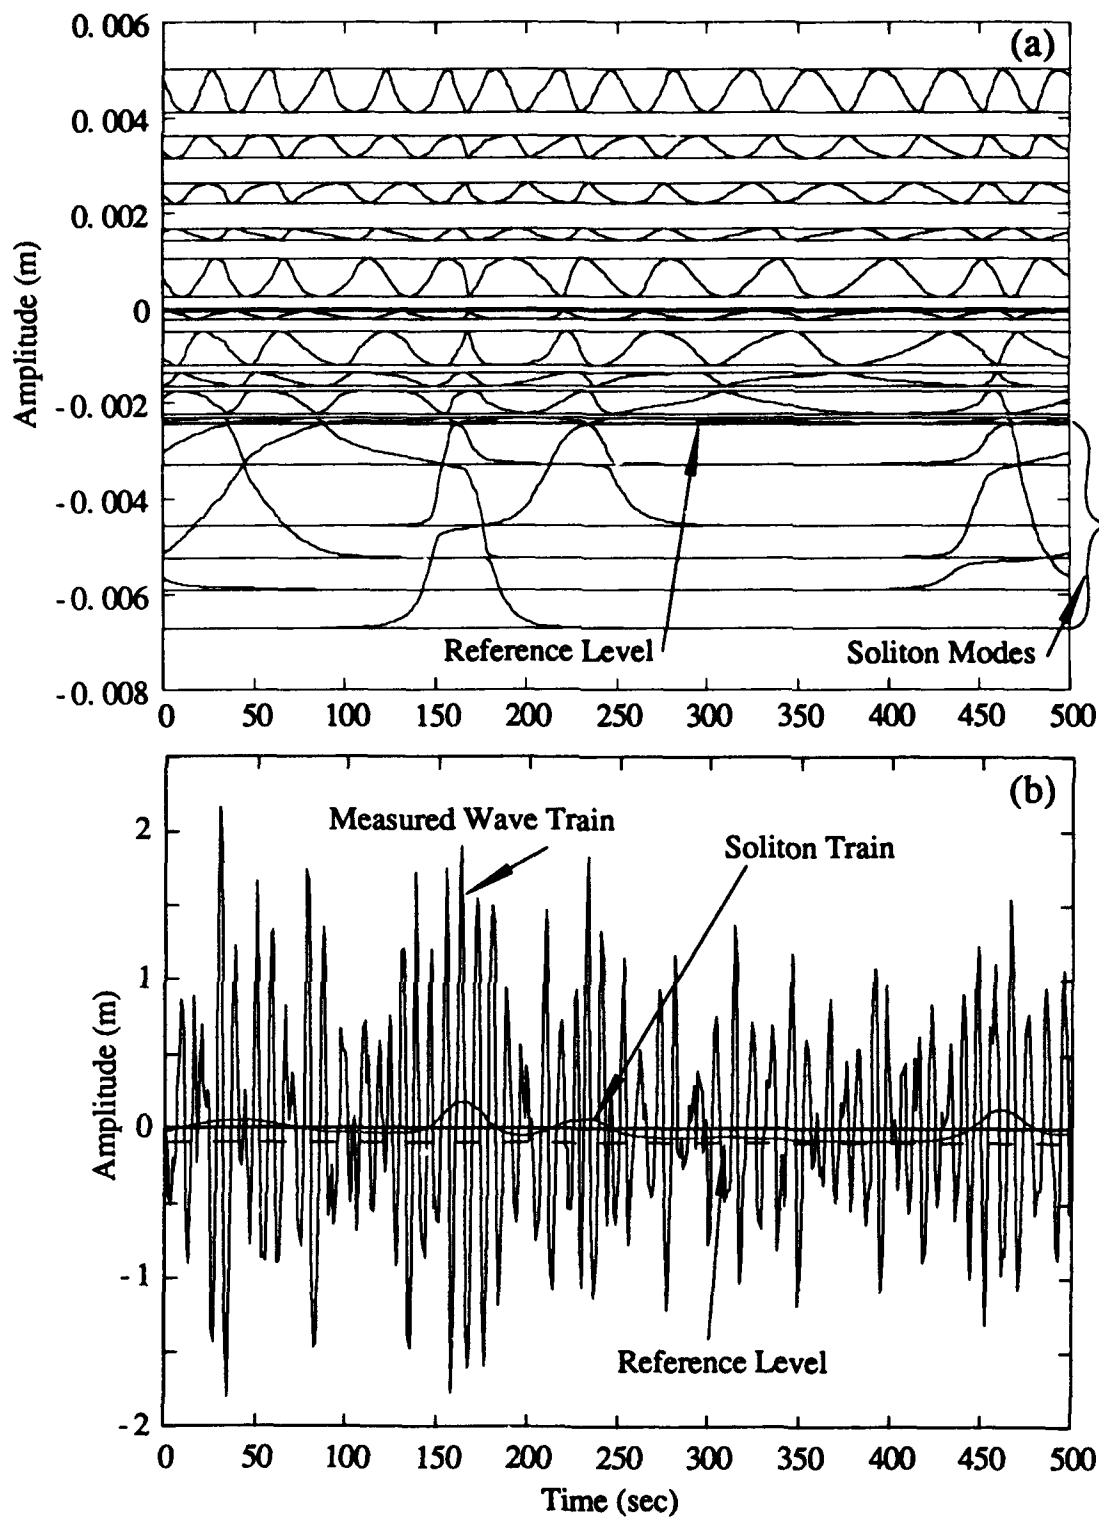 (a)
0.006
0.004
0.002
0
-0.002
-0.004
-0.006
-0.008
Amplitude (m)
Reference Level
Soliton Modes
0 50 100 150 200 250 300 350 400 450 500
(b)
Measured Wave Train
Soliton Train
2
1
0
-1
-2
Amplitude (m)
Reference Level
0 50 100 150 200 250 300 350 400 450 500
Time (sec)